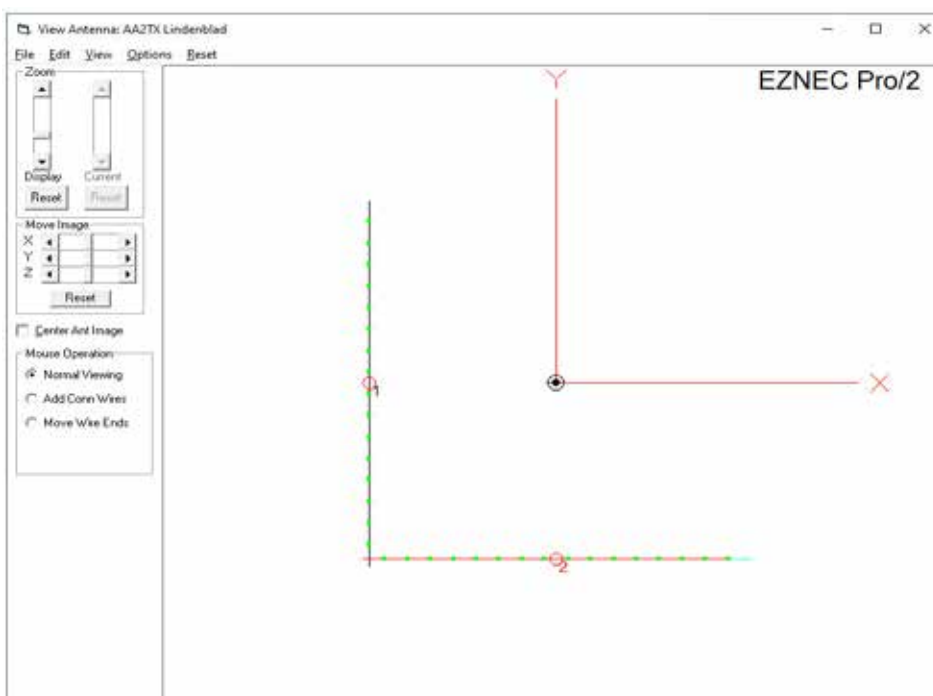 View Antenna: AA2TX Lindenblad
File Edit View Options Reset
Zoom
Display Current
Reset Reset
Move Image
X
Y
Z
Reset
Center Ant Image
Mouse Operation
Normal Viewing
Add Conn Wires
Move Wire Ends
EZNEC Pro/2
Y
X
1
2